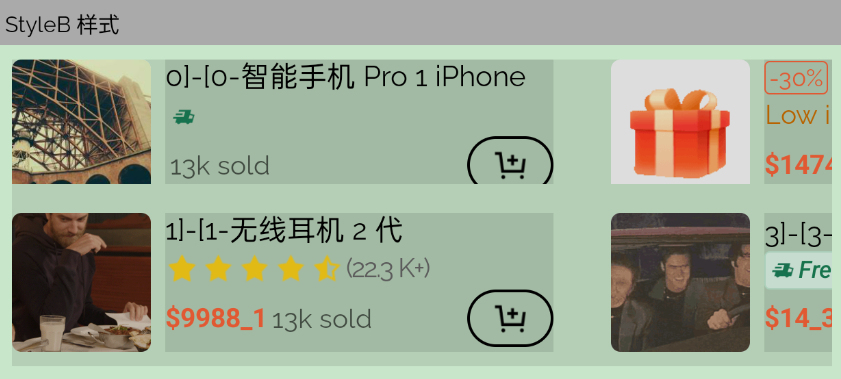 StyleB 样式
0]-[0-智能手机 Pro 1 iPhone
13k sold
-30%
Low i
$1474
1]-[1-无线耳机 2 代
(22.3 K+)
$9988_1 13k sold
3]-[3-
Fre
$14_3